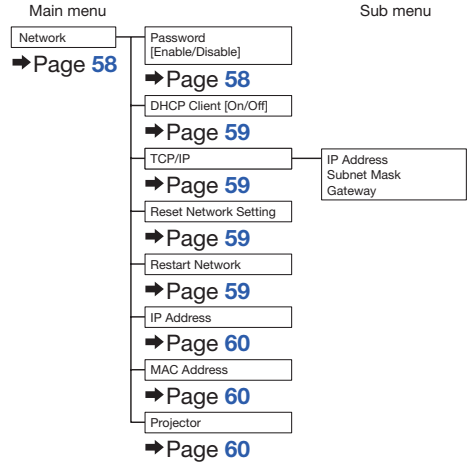 Main menu
Sub menu
Network
➡Page 58
Password
[Enable/Disable]
➡Page 58
DHCP Client [On/Off]
➡Page 59
TCP/IP
➡Page 59
IP Address
Subnet Mask
Gateway
Reset Network Setting
➡Page 59
Restart Network
➡Page 59
IP Address
➡Page 60
MAC Address
➡Page 60
Projector
➡Page 60